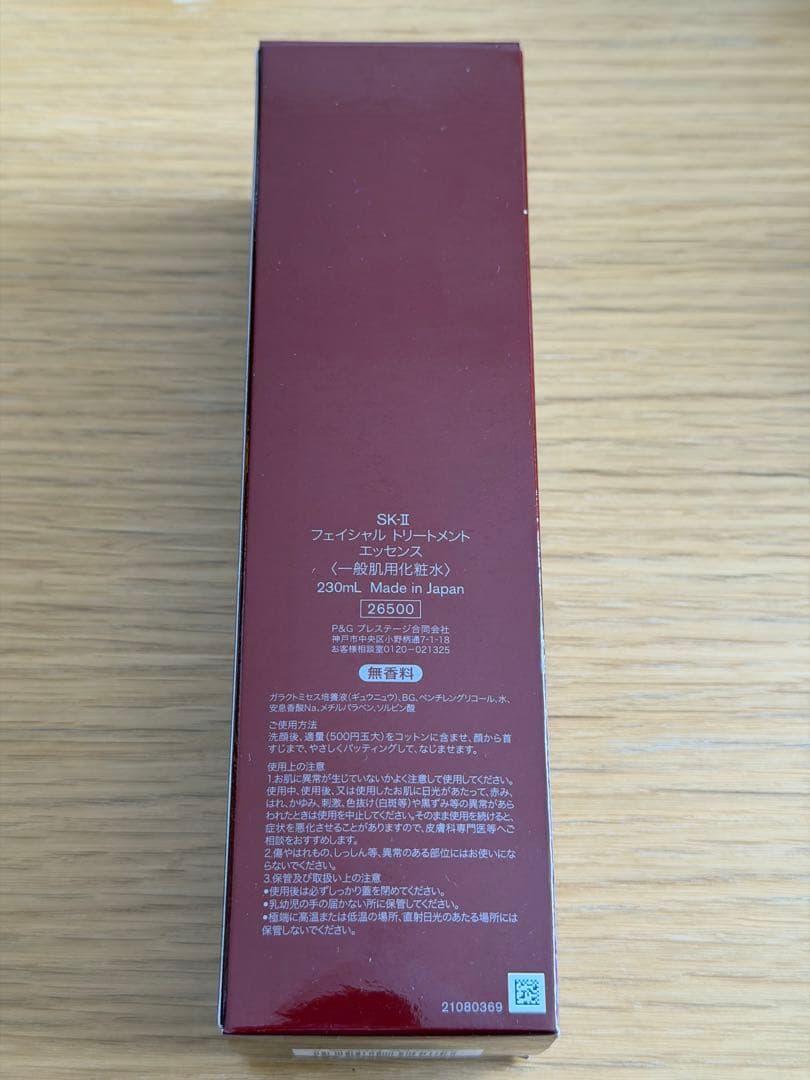 SK-II
フェイシャル トリートメント
エッセンス
〈一般肌用化粧水〉
230mL Made in Japan
26500
P&G プレステージ合同会社
神戸市中央区小野柄通7-1-18
お客様相談室0120-021325
無香料
ガラクトミセス培養液(ギュウニュウ)、BG、ペンチレングリコール、水、
安息香酸Na、メチルパラベン、ソルビン酸
ご使用方法
洗顔後、適量(500円玉大)をコットンに含ませ、顔から首
すじまで、やさしくパッティングして、なじませます。
使用上の注意
1.お肌に異常が生じていないかよく注意して使用してください。
使用中、使用後、又は使用したお肌に日光があたって、赤み、
はれ、かゆみ、刺激、色抜け(白斑等)や黒ずみ等の異常があら
われたときは使用を中止してください。そのまま使用を続けると、
症状を悪化させることがありますので、皮膚科専門医等へご
相談をおすすめします。
2.傷やはれもの、しっしん等、異常のある部位にはお使いにな
らないでください。
3.保管及び取扱い上の注意
●使用後は必ずしっかり蓋を閉めてください。
●乳幼児の手の届かない所に保管してください。
●極端に高温または低温の場所、直射日光のあたる場所には
保管しないでください。
21080369